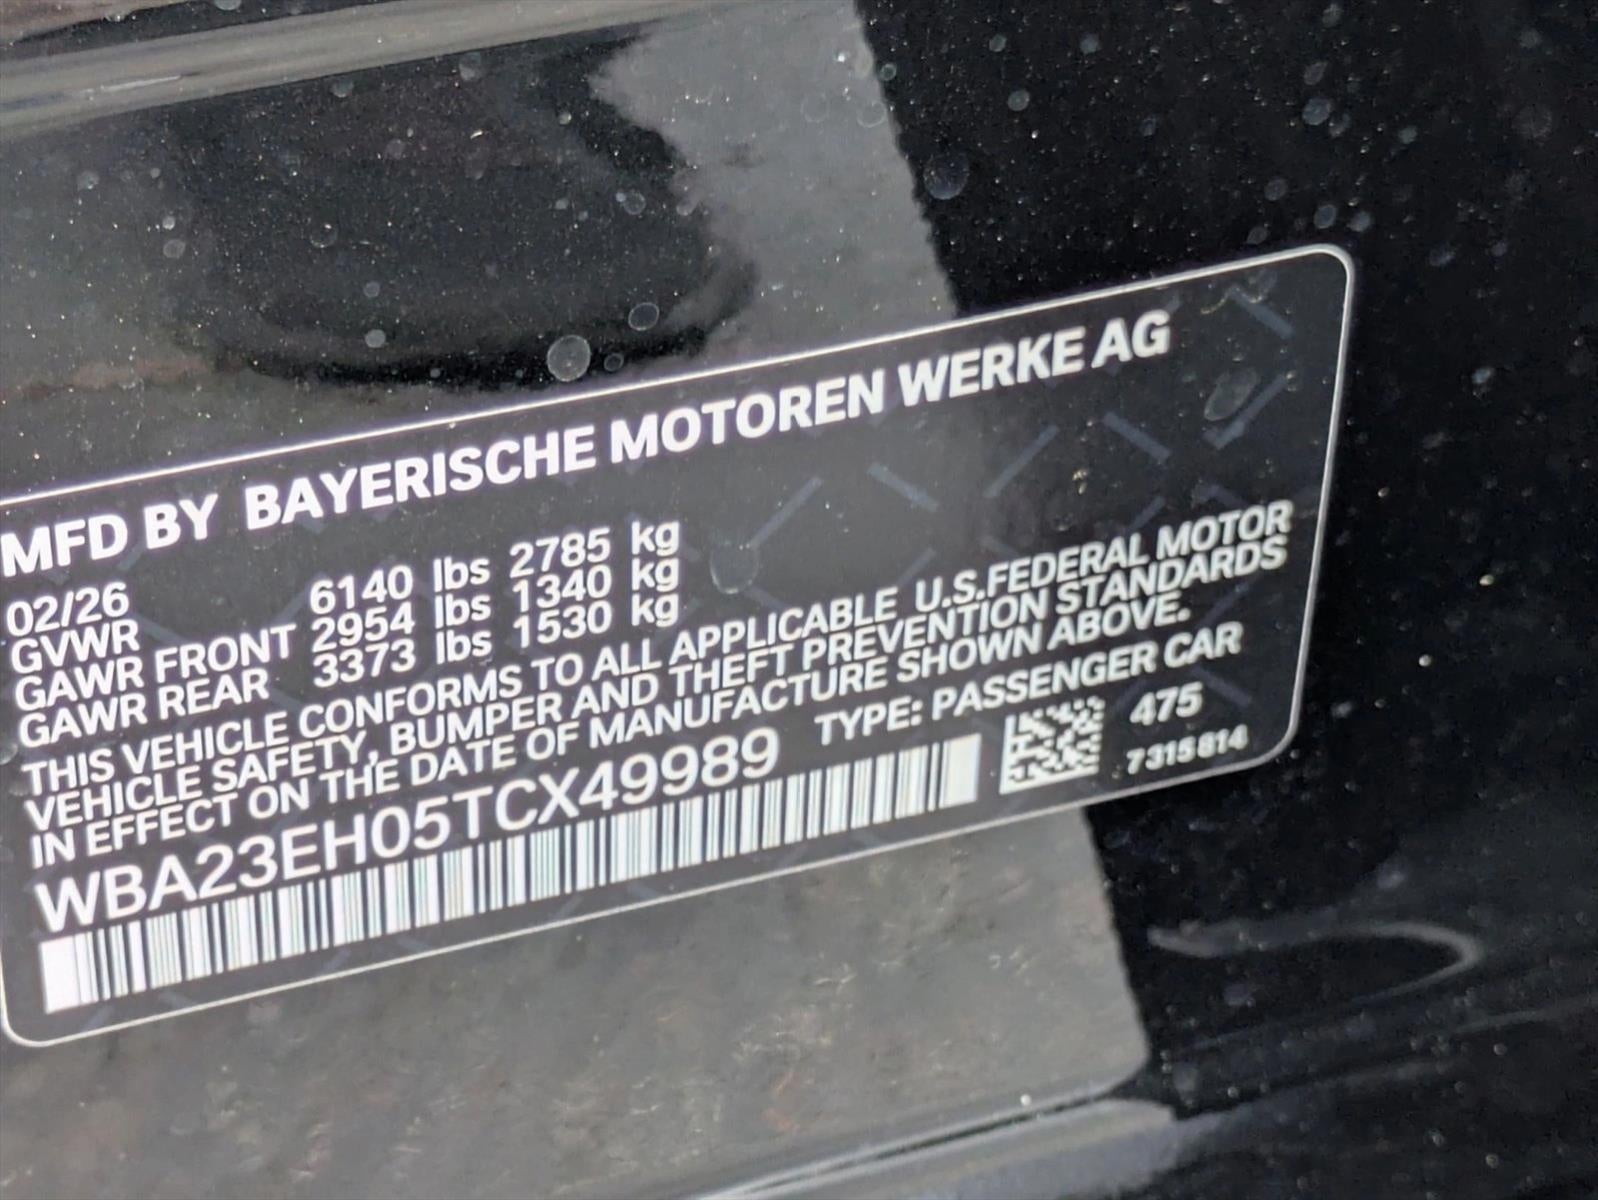 MFD BY BAYERISCHE MOTOREN WERKE AG
02/26
GVWR 6140 lbs 2785 kg
GAWR FRONT 2954 lbs 1340 kg
GAWR REAR 3373 lbs 1530 kg
THIS VEHICLE CONFORMS TO ALL APPLICABLE U.S.FEDERAL MOTOR
VEHICLE SAFETY, BUMPER AND THEFT PREVENTION STANDARDS
IN EFFECT ON THE DATE OF MANUFACTURE SHOWN ABOVE.
WBA23EH05TCX49989 TYPE: PASSENGER CAR
475
7315814